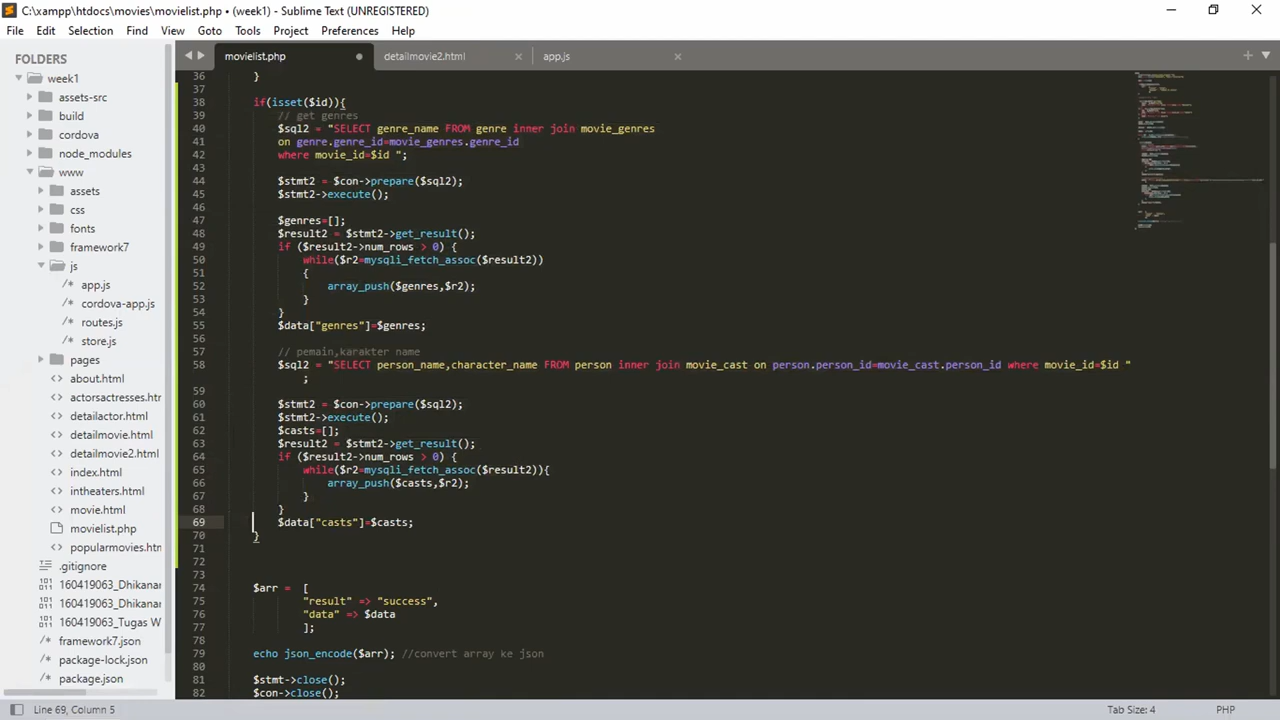 C:\xampp\htdocs\movies\movielist.php • (week1) - Sublime Text (UNREGISTERED)
File Edit Selection Find View Goto Tools Project Preferences Help
FOLDERS
week1
assets-src
build
cordova
node_modules
www
assets
css
fonts
framework7
js
/* app.js
/* cordova-app.js
/* routes.js
/* store.js
pages
<> about.html
<> actorsactresses.htm
<> detailactor.html
<> detailmovie.html
<> detailmovie2.html
<> index.html
<> intheaters.html
<> movie.html
movielist.php
<> popularmovies.htm
.gitignore
160419063_Dhikanar
160419063_Dhikanar
160419063_Tugas W
framework7.json
package-lock.json
package.json
movielist.php detailmovie2.html × app.js ×
36 }
37
38 if(isset($id)){
39 // get genres
40 $sql2 = "SELECT genre_name FROM genre inner join movie_genres
41 on genre.genre_id=movie_genres.genre_id
42 where movie_id=$id ";
43
44 $stmt2 = $con->prepare($sql2);
45 $stmt2->execute();
46
47 $genres=[];
48 $result2 = $stmt2->get_result();
49 if ($result2->num_rows > 0) {
50 while($r2=mysqli_fetch_assoc($result2))
51 {
52 array_push($genres,$r2);
53 }
54 }
55 $data["genres"]=$genres;
56
57 // pemain,karakter name
58 $sql2 = "SELECT person_name,character_name FROM person inner join movie_cast on person.person_id=movie_cast.person_id where movie_id=$id "
;
59
60 $stmt2 = $con->prepare($sql2);
61 $stmt2->execute();
62 $casts=[];
63 $result2 = $stmt2->get_result();
64 if ($result2->num_rows > 0) {
65 while($r2=mysqli_fetch_assoc($result2)){
66 array_push($casts,$r2);
67 }
68 }
69 $data["casts"]=$casts;
70 }
71
72
73
74 $arr = [
75 "result" => "success",
76 "data" => $data
77 ];
78
79 echo json_encode($arr); //convert array ke json
80
81 $stmt->close();
82 $con->close();
Line 69, Column 5 Tab Size: 4 PHP